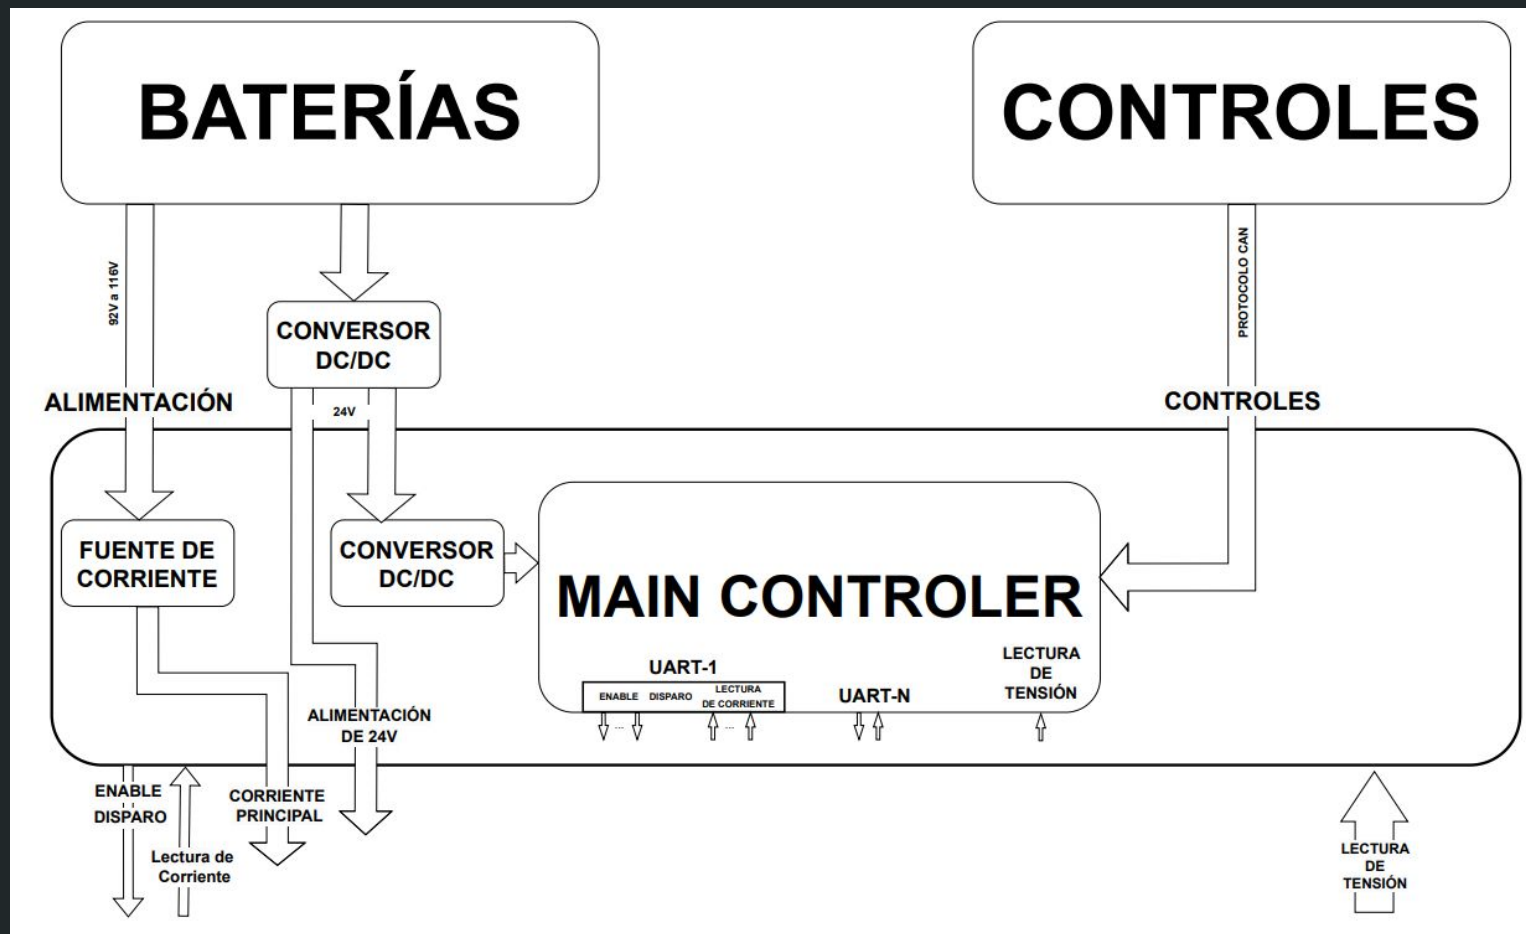 BATERÍAS
CONTROLES
92V a 116V
PROTOCOLO CAN
CONVERSOR
DC/DC
ALIMENTACIÓN
24V
CONTROLES
FUENTE DE
CORRIENTE
CONVERSOR
DC/DC
MAIN CONTROLER
UART-1
ENABLE DISPARO LECTURA
DE CORRIENTE
... ...
UART-N
LECTURA
DE
TENSIÓN
ALIMENTACIÓN
DE 24V
ENABLE
DISPARO
Lectura de
Corriente
CORRIENTE
PRINCIPAL
LECTURA
DE
TENSIÓN